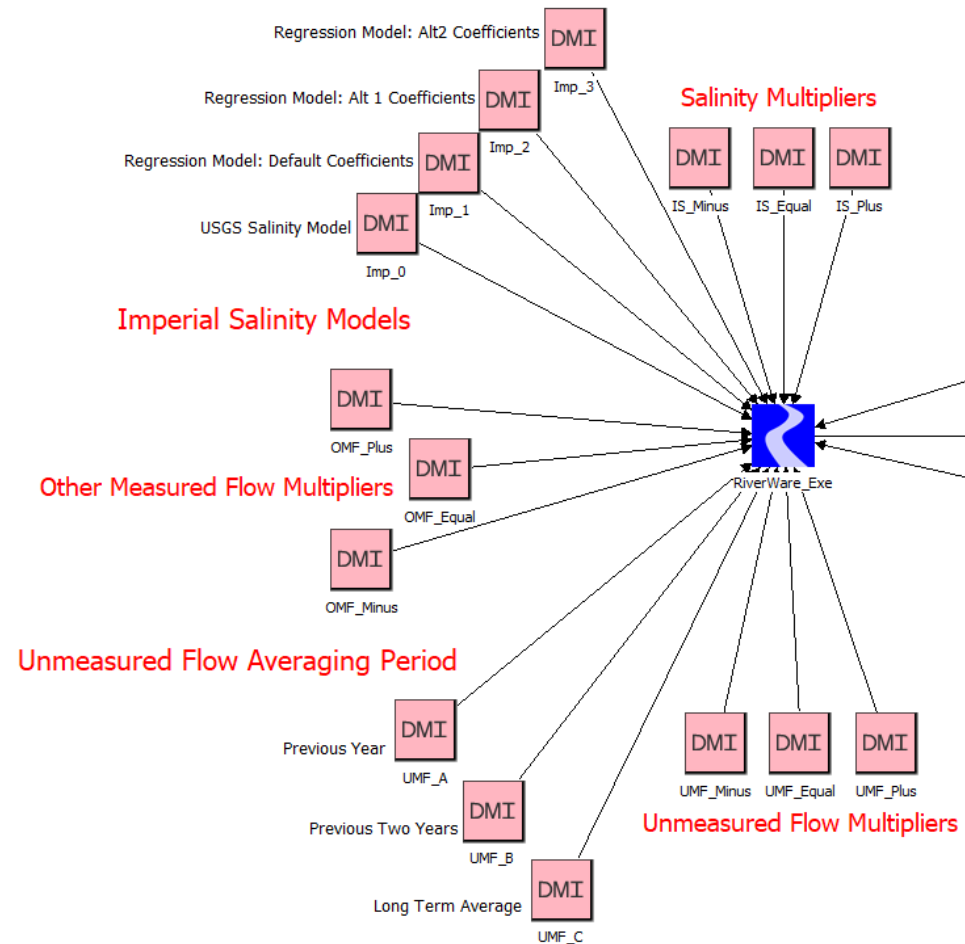 Regression Model: Alt2 Coefficients
DMI
Imp_3
Regression Model: Alt 1 Coefficients
DMI
Imp_2
Regression Model: Default Coefficients
DMI
Imp_1
USGS Salinity Model
DMI
Imp_0
Imperial Salinity Models
Salinity Multipliers
DMI DMI DMI
IS_Minus IS_Equal IS_Plus
DMI
OMF_Plus
Other Measured Flow Multipliers
DMI
OMF_Equal
DMI
OMF_Minus
RiverWare_Exe
Unmeasured Flow Averaging Period
Previous Year
DMI
UMF_A
Previous Two Years
DMI
UMF_B
Long Term Average
DMI
UMF_C
DMI DMI DMI
UMF_Minus UMF_Equal UMF_Plus
Unmeasured Flow Multipliers